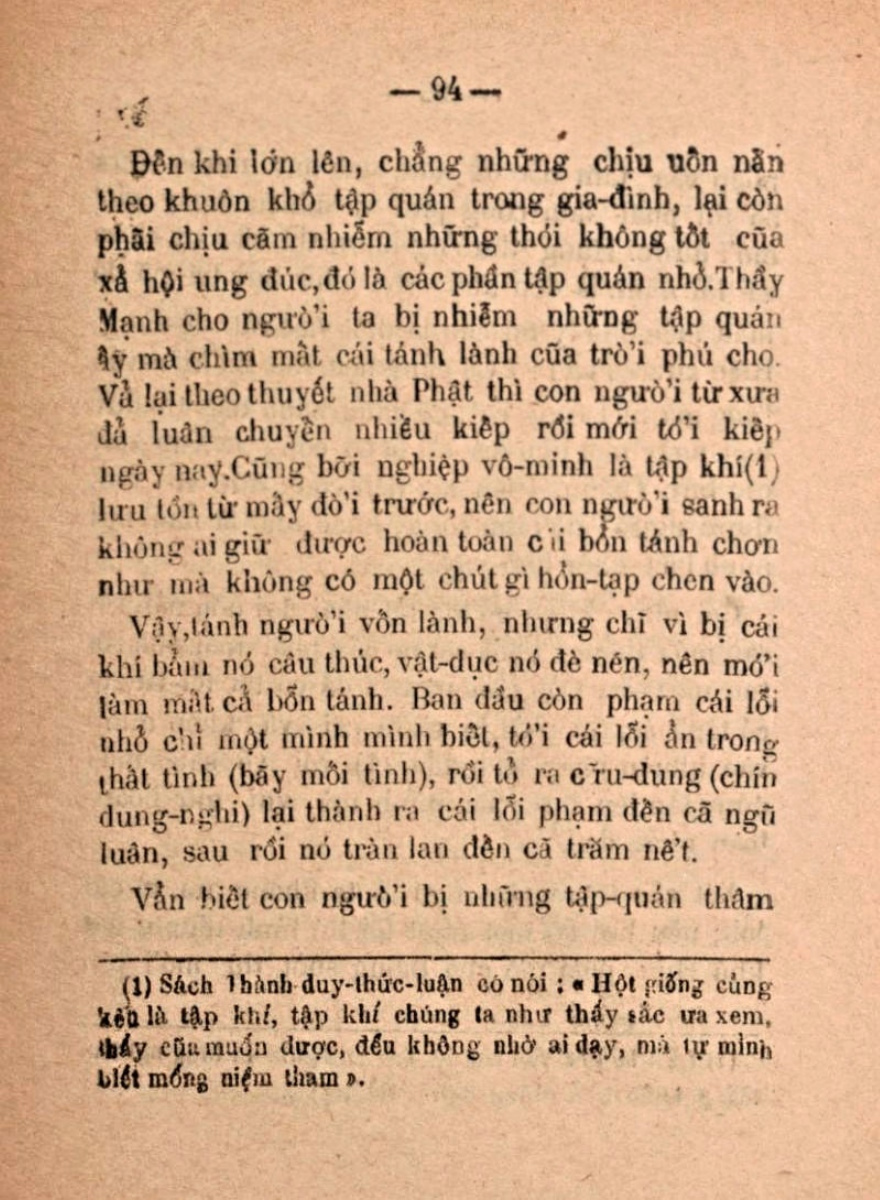 — 94 —
Đến khi lớn lên, chẳng những chịu uốn nắn
theo khuôn khổ tập quán trong gia-đình, lại còn
phãi chịu cãm nhiễm những thói không tốt cũa
xả hội ung đúc,đó là các phần tập quán nhỏ.Thầy
Mạnh cho người ta bị nhiễm những tập quán
ấy mà chìm mất cái tánh lành cũa trời phú cho.
Vả lại theo thuyết nhà Phật thì con người từ xưa
đả luân chuyển nhiều kiếp rồi mới tới kiếp
ngày nay.Cũng bỡi nghiệp vô-minh là tập khí(1)
lưu tồn từ mấy đời trước, nên con người sanh ra
không ai giữ được hoàn toàn cái bổn tánh chơn
như mà không có một chút gì hỗn-tạp chen vào.
Vậy,tánh người vốn lành, nhưng chĩ vì bị cái
khí bẩm nó câu thúc, vật-dục nó đè nén, nên mới
làm mất cả bổn tánh. Ban đầu còn phạm cái lỗi
nhỏ chỉ một mình mình biết, tới cái lỗi ẩn trong
thất tình (bãy mối tình), rồi tỏ ra cửu-dung (chín
dung-nghi) lại thành ra cái lỗi phạm đến cã ngũ
luân, sau rồi nó tràn lan đến cã trăm nết.
Vẫn biết con người bị những tập-quán thâm
(1) Sách Thành duy-thức-luận có nói : « Hột giống cùng
kến là tập khí, tập khí chúng ta như thấy sắc ưa xem,
thấy cũa muốn được, đều không nhờ ai dạy, mà tự mình
biết mống niệm tham ».